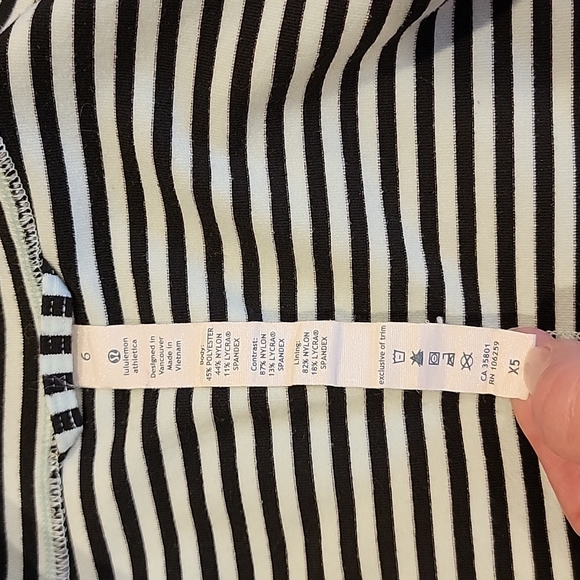 6
lululemon
athletica
Designed in
Vancouver
Made in
Vietnam
Body:
45% POLYESTER
44% NYLON
11% LYCRA®
SPANDEX
Contrast:
87% NYLON
13% LYCRA®
SPANDEX
Lining:
82% NYLON
18% LYCRA®
SPANDEX
exclusive of trim
CA 35801
RN 106259
X5